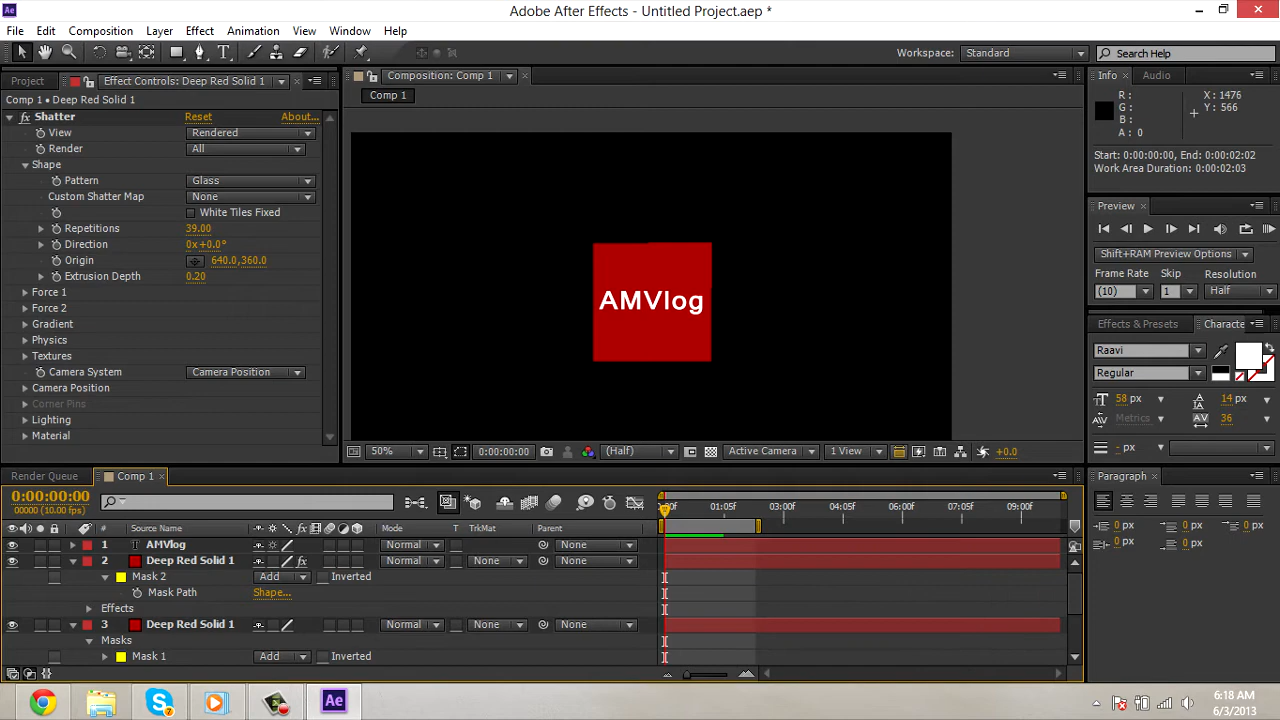 Adobe After Effects - Untitled Project.aep *
File Edit Composition Layer Effect Animation View Window Help
Workspace: Standard Search Help
Project Effect Controls: Deep Red Solid 1 Composition: Comp 1 Info Audio
Comp 1 • Deep Red Solid 1 Comp 1
fx Shatter Reset About...
View Rendered
Render All
Shape
Pattern Glass
Custom Shatter Map None
White Tiles Fixed
Repetitions 39.00
Direction 0x+0.0°
Origin 640.0,360.0
Extrusion Depth 0.20
Force 1
Force 2
Gradient
Physics
Textures
Camera System Camera Position
Camera Position
Corner Pins
Lighting
Material
AMVlog
50% 0:00:00:00 (Half) Active Camera 1 View +0.0
R : X : 1476
G : Y : 566
B :
A : 0
Start: 0:00:00:00, End: 0:00:02:02
Work Area Duration: 0:00:02:03
Preview
Shift+RAM Preview Options
Frame Rate Skip Resolution
(10) 1 Half
Effects & Presets Characte
Raavi
Regular
58 px 14 px
Metrics 36
- px
Render Queue Comp 1 Paragraph
0:00:00:00
00000 (10.00 fps)
01:05f 03:00f 04:05f 06:00f 07:05f 09:00f
# Source Name fx Mode T TrkMat Parent
1 T AMVlog Normal None
2 Deep Red Solid 1 fx Normal None None
Mask 2 Add Inverted
Mask Path Shape...
Effects
3 Deep Red Solid 1 Normal None None
Masks
Mask 1 Add Inverted
0 px 0 px 0 px
0 px 0 px
6:18 AM
6/3/2013